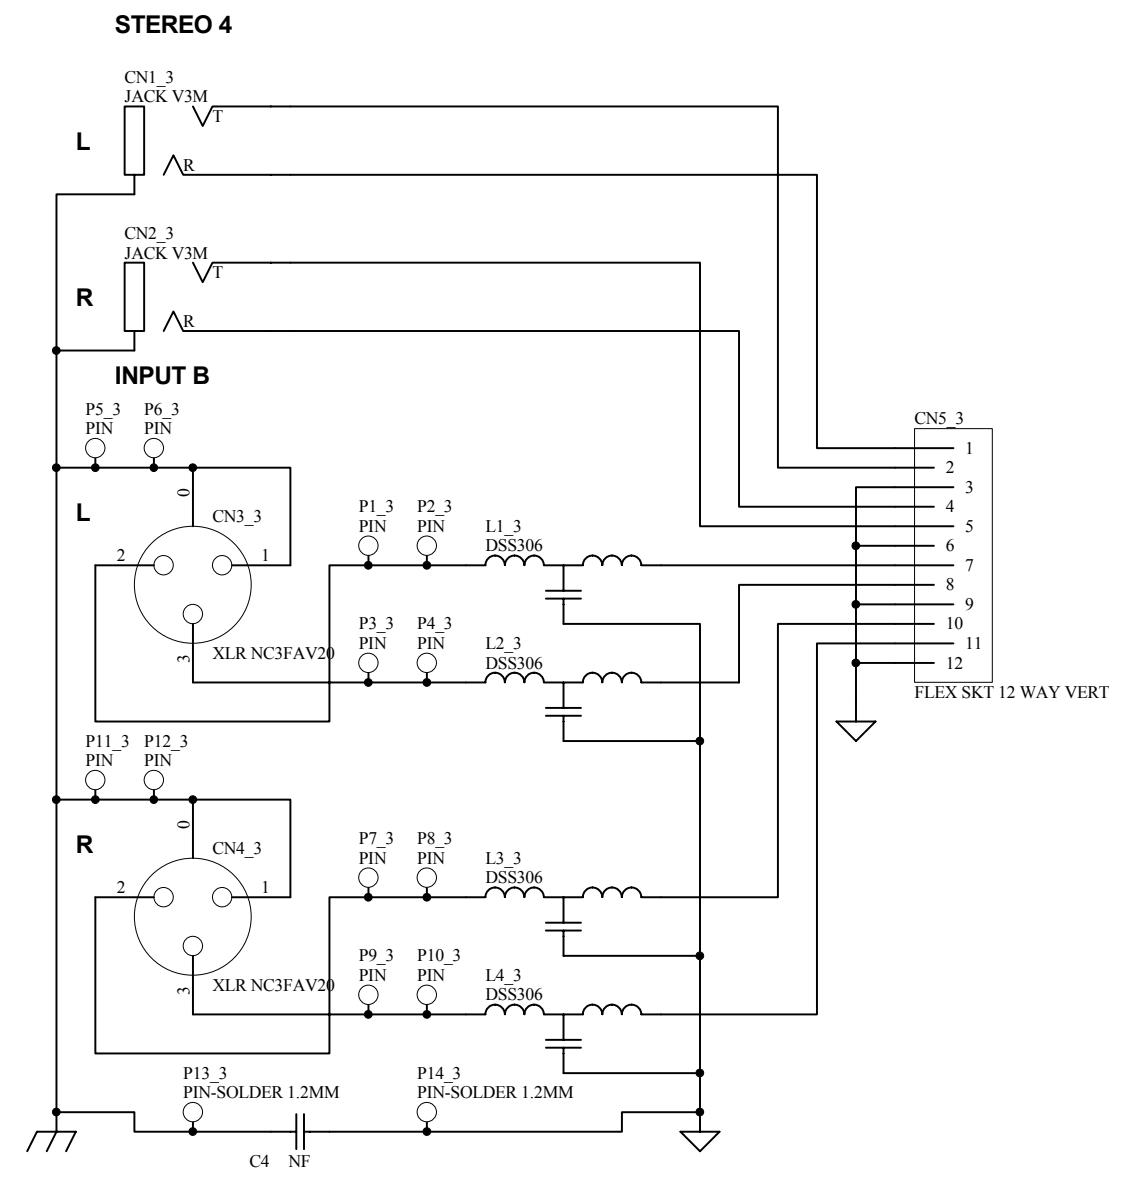 STEREO 4
CN1_3
JACK V3M
T
L
R
CN2_3
JACK V3M
T
R
R
INPUT B
P5_3 P6_3
PIN PIN
CN5_3
1
2
3
4
5
6
7
8
9
10
11
12
FLEX SKT 12 WAY VERT
0
L
CN3_3
2 1
3
XLR NC3FAV20
P1_3 P2_3 L1_3
PIN PIN DSS306
P3_3 P4_3 L2_3
PIN PIN DSS306
P11_3 P12_3
PIN PIN
0
R
CN4_3
2 1
3
XLR NC3FAV20
P7_3 P8_3 L3_3
PIN PIN DSS306
P9_3 P10_3 L4_3
PIN PIN DSS306
P13_3 P14_3
PIN-SOLDER 1.2MM PIN-SOLDER 1.2MM
C4 NF